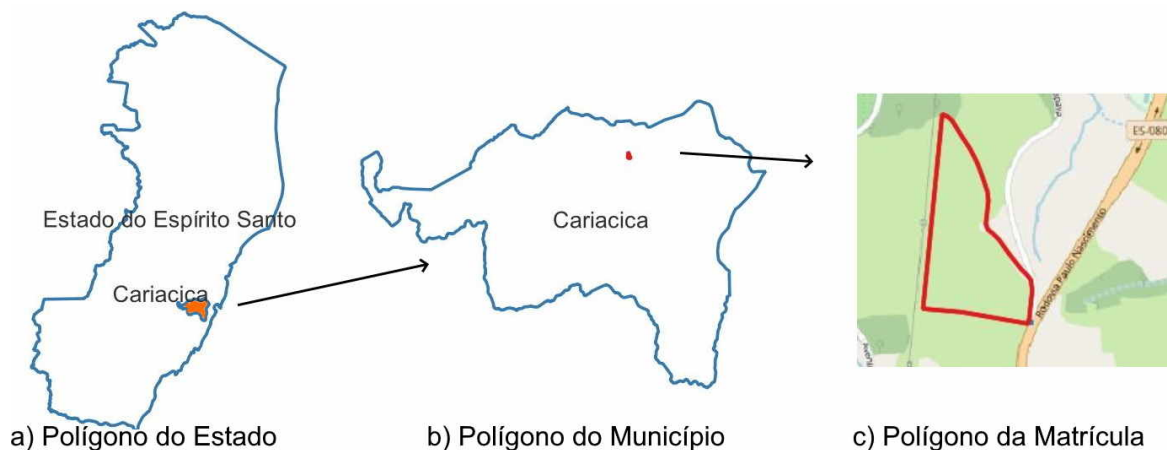 Estado do Espírito Santo
Cariacica
a) Polígono do Estado
Cariacica
b) Polígono do Município
ES-080
Rodovia Paulo Nascimento
c) Polígono da Matrícula